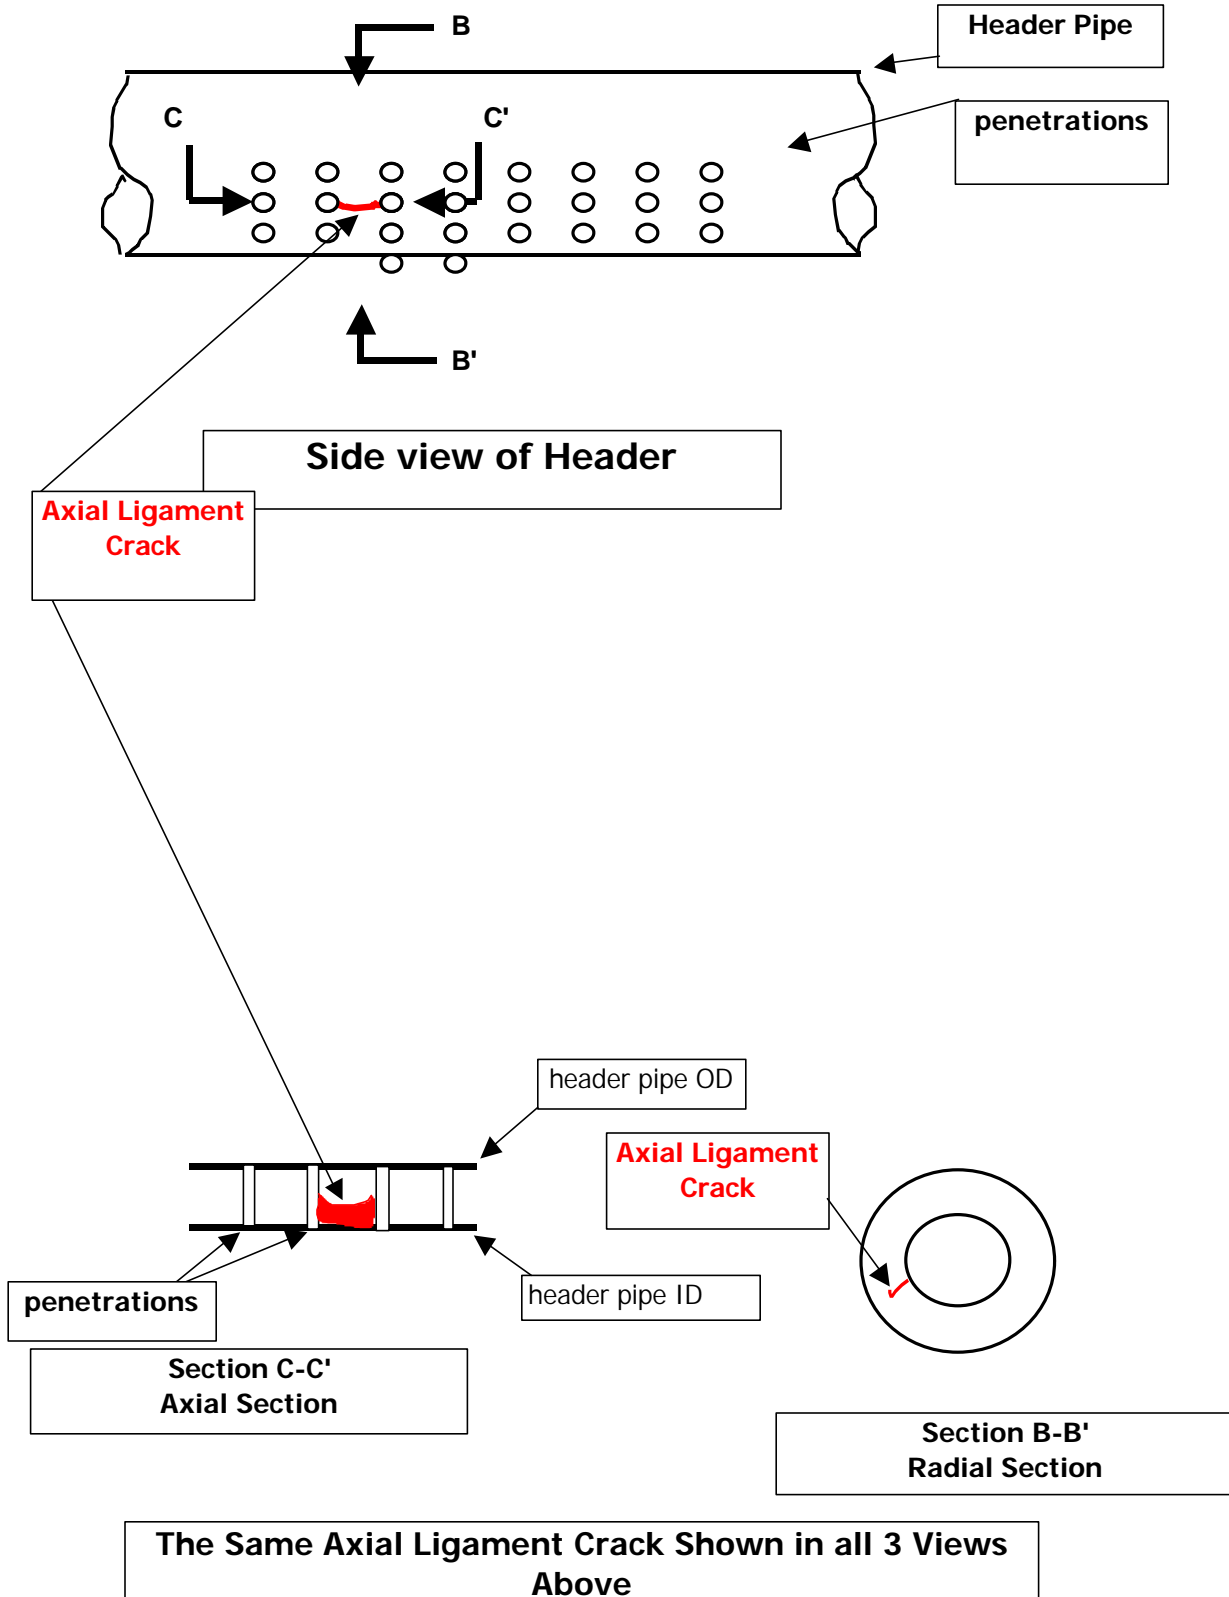 B
Header Pipe
penetrations
C
C'
B'
Side view of Header
Axial Ligament
Crack
header pipe OD
Axial Ligament
Crack
header pipe ID
penetrations
Section C-C'
Axial Section
Section B-B'
Radial Section
The Same Axial Ligament Crack Shown in all 3 Views
Above